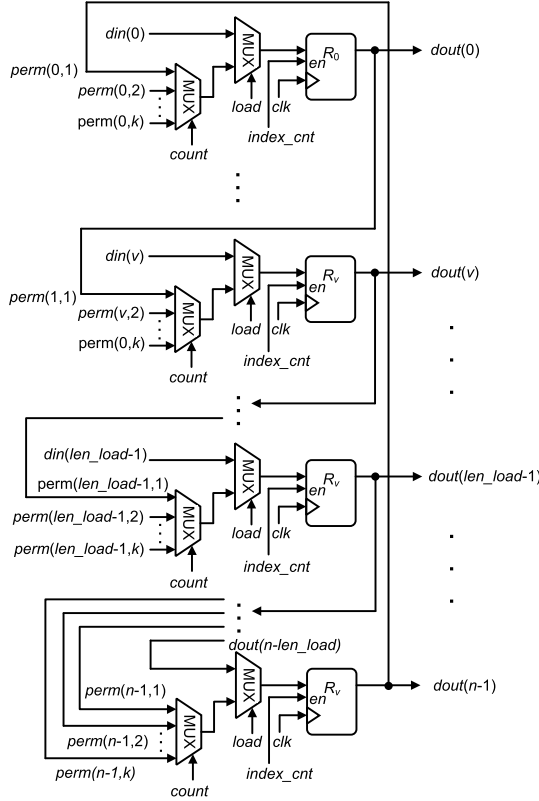 din(0)
MUX
R0
dout(0)
perm(0,1)
MUX
en
perm(0,2)
load
clk
perm(0,k)
index_cnt
count
din(v)
MUX
Rv
dout(v)
perm(1,1)
MUX
en
perm(v,2)
load
clk
perm(0,k)
index_cnt
count
din(len_load-1)
MUX
Rv
dout(len_load-1)
perm(len_load-1,1)
MUX
en
perm(len_load-1,2)
load
clk
perm(len_load-1,k)
index_cnt
count
dout(n-len_load)
MUX
Rv
dout(n-1)
perm(n-1,1)
MUX
en
perm(n-1,2)
load
clk
perm(n-1,k)
index_cnt
count